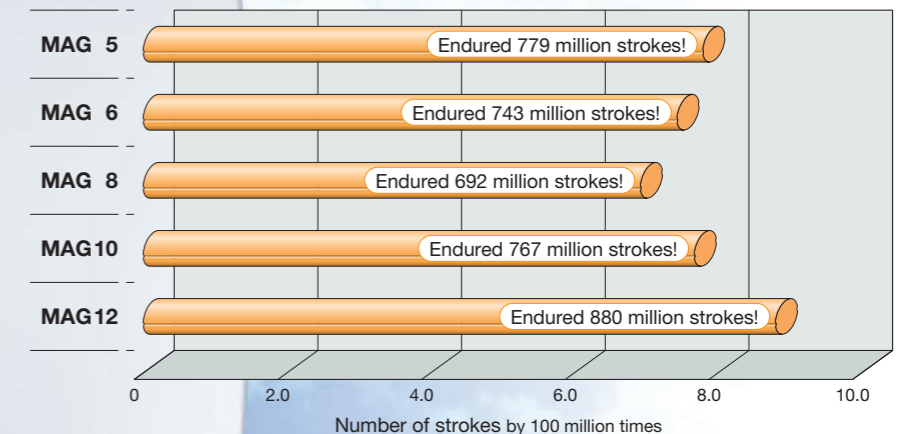 MAG 5 Endured 779 million strokes!
MAG 6 Endured 743 million strokes!
MAG 8 Endured 692 million strokes!
MAG10 Endured 767 million strokes!
MAG12 Endured 880 million strokes!
0 2.0 4.0 6.0 8.0 10.0
Number of strokes by 100 million times